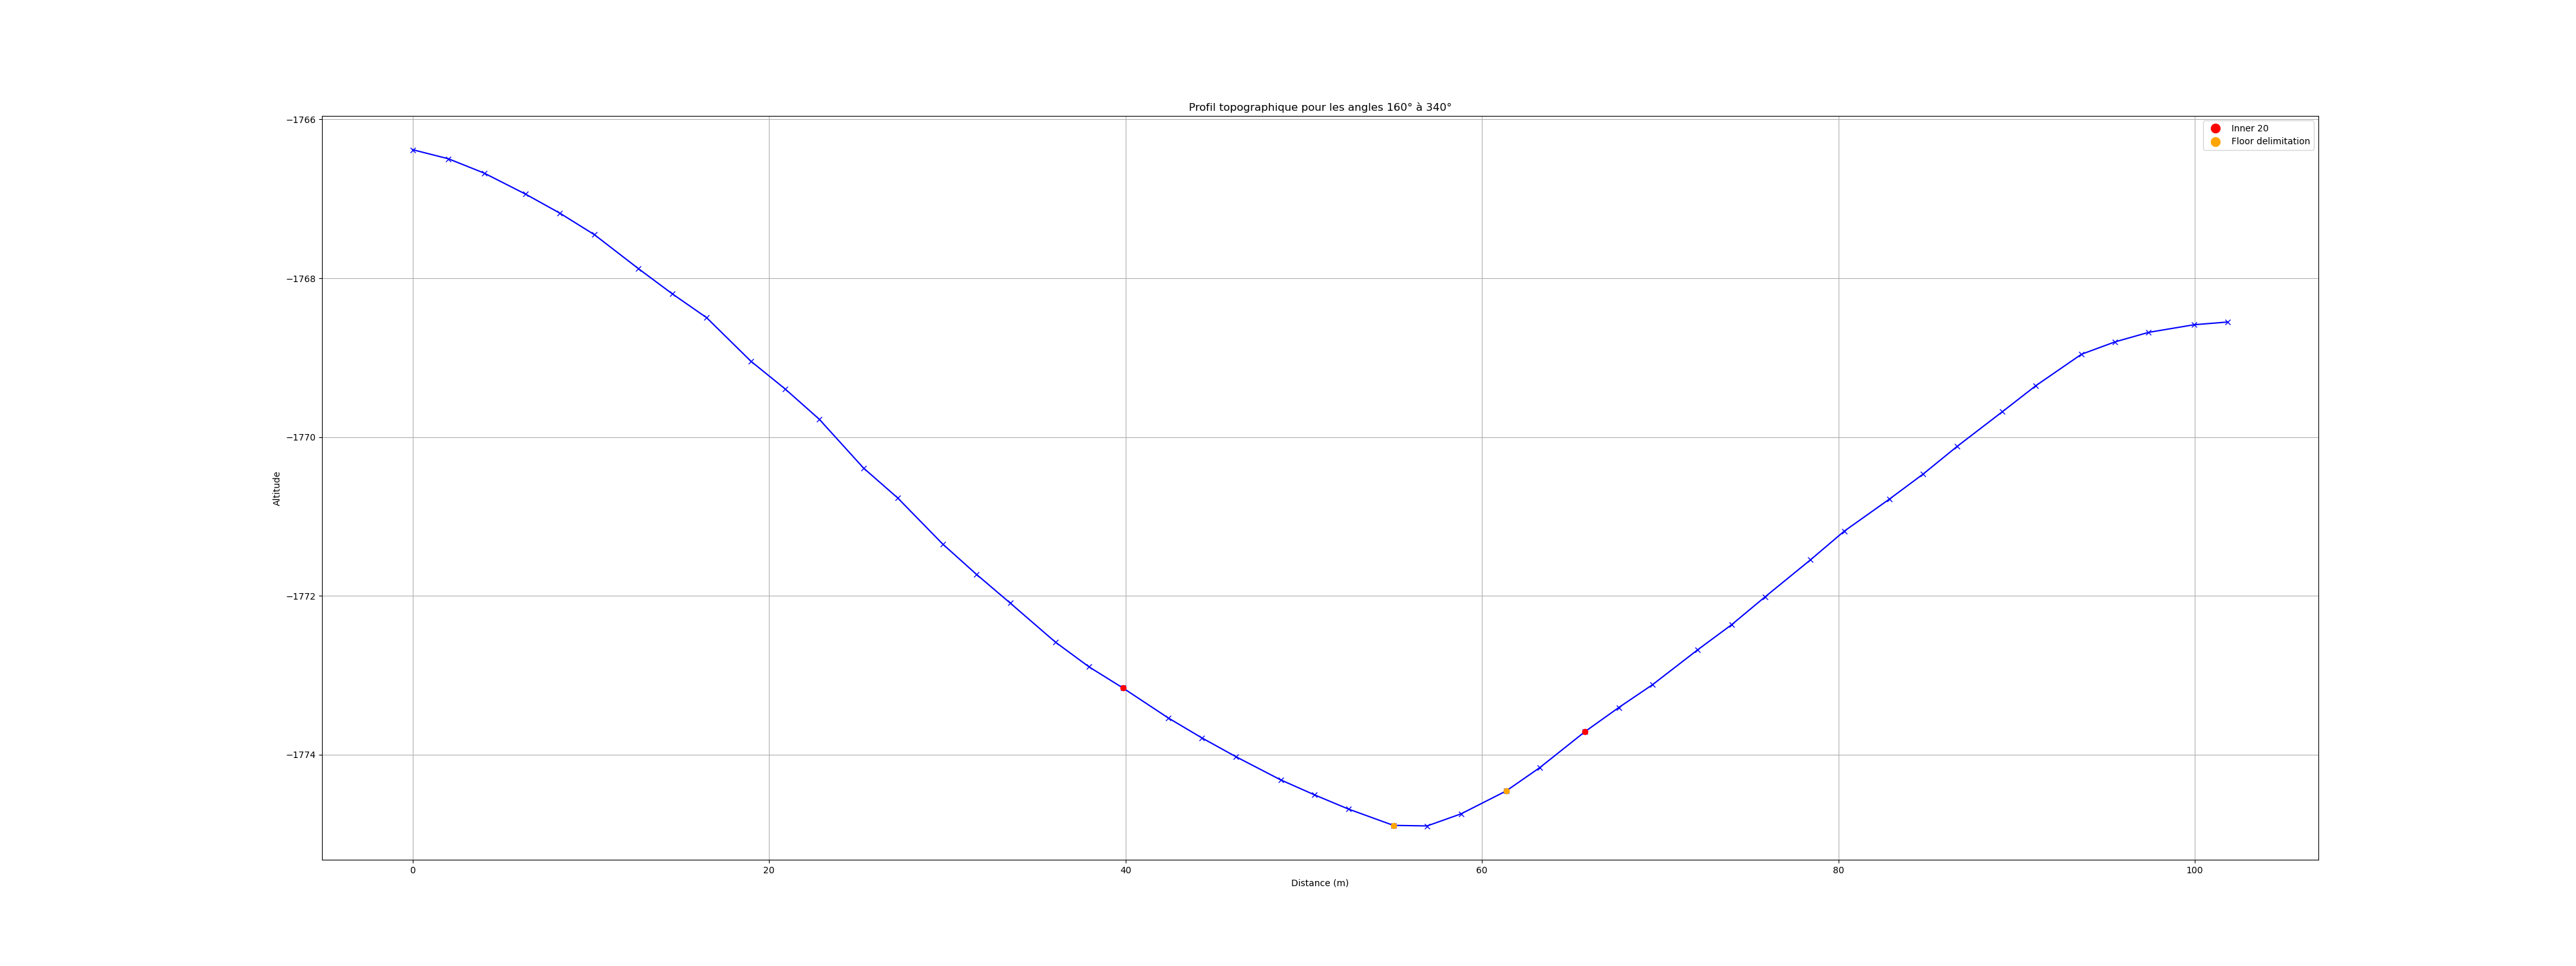 Profil topographique pour les angles 160° à 340°
Inner 20
Floor delimitation
−1766
−1768
−1770
−1772
−1774
Altitude
0 20 40 60 80 100
Distance (m)